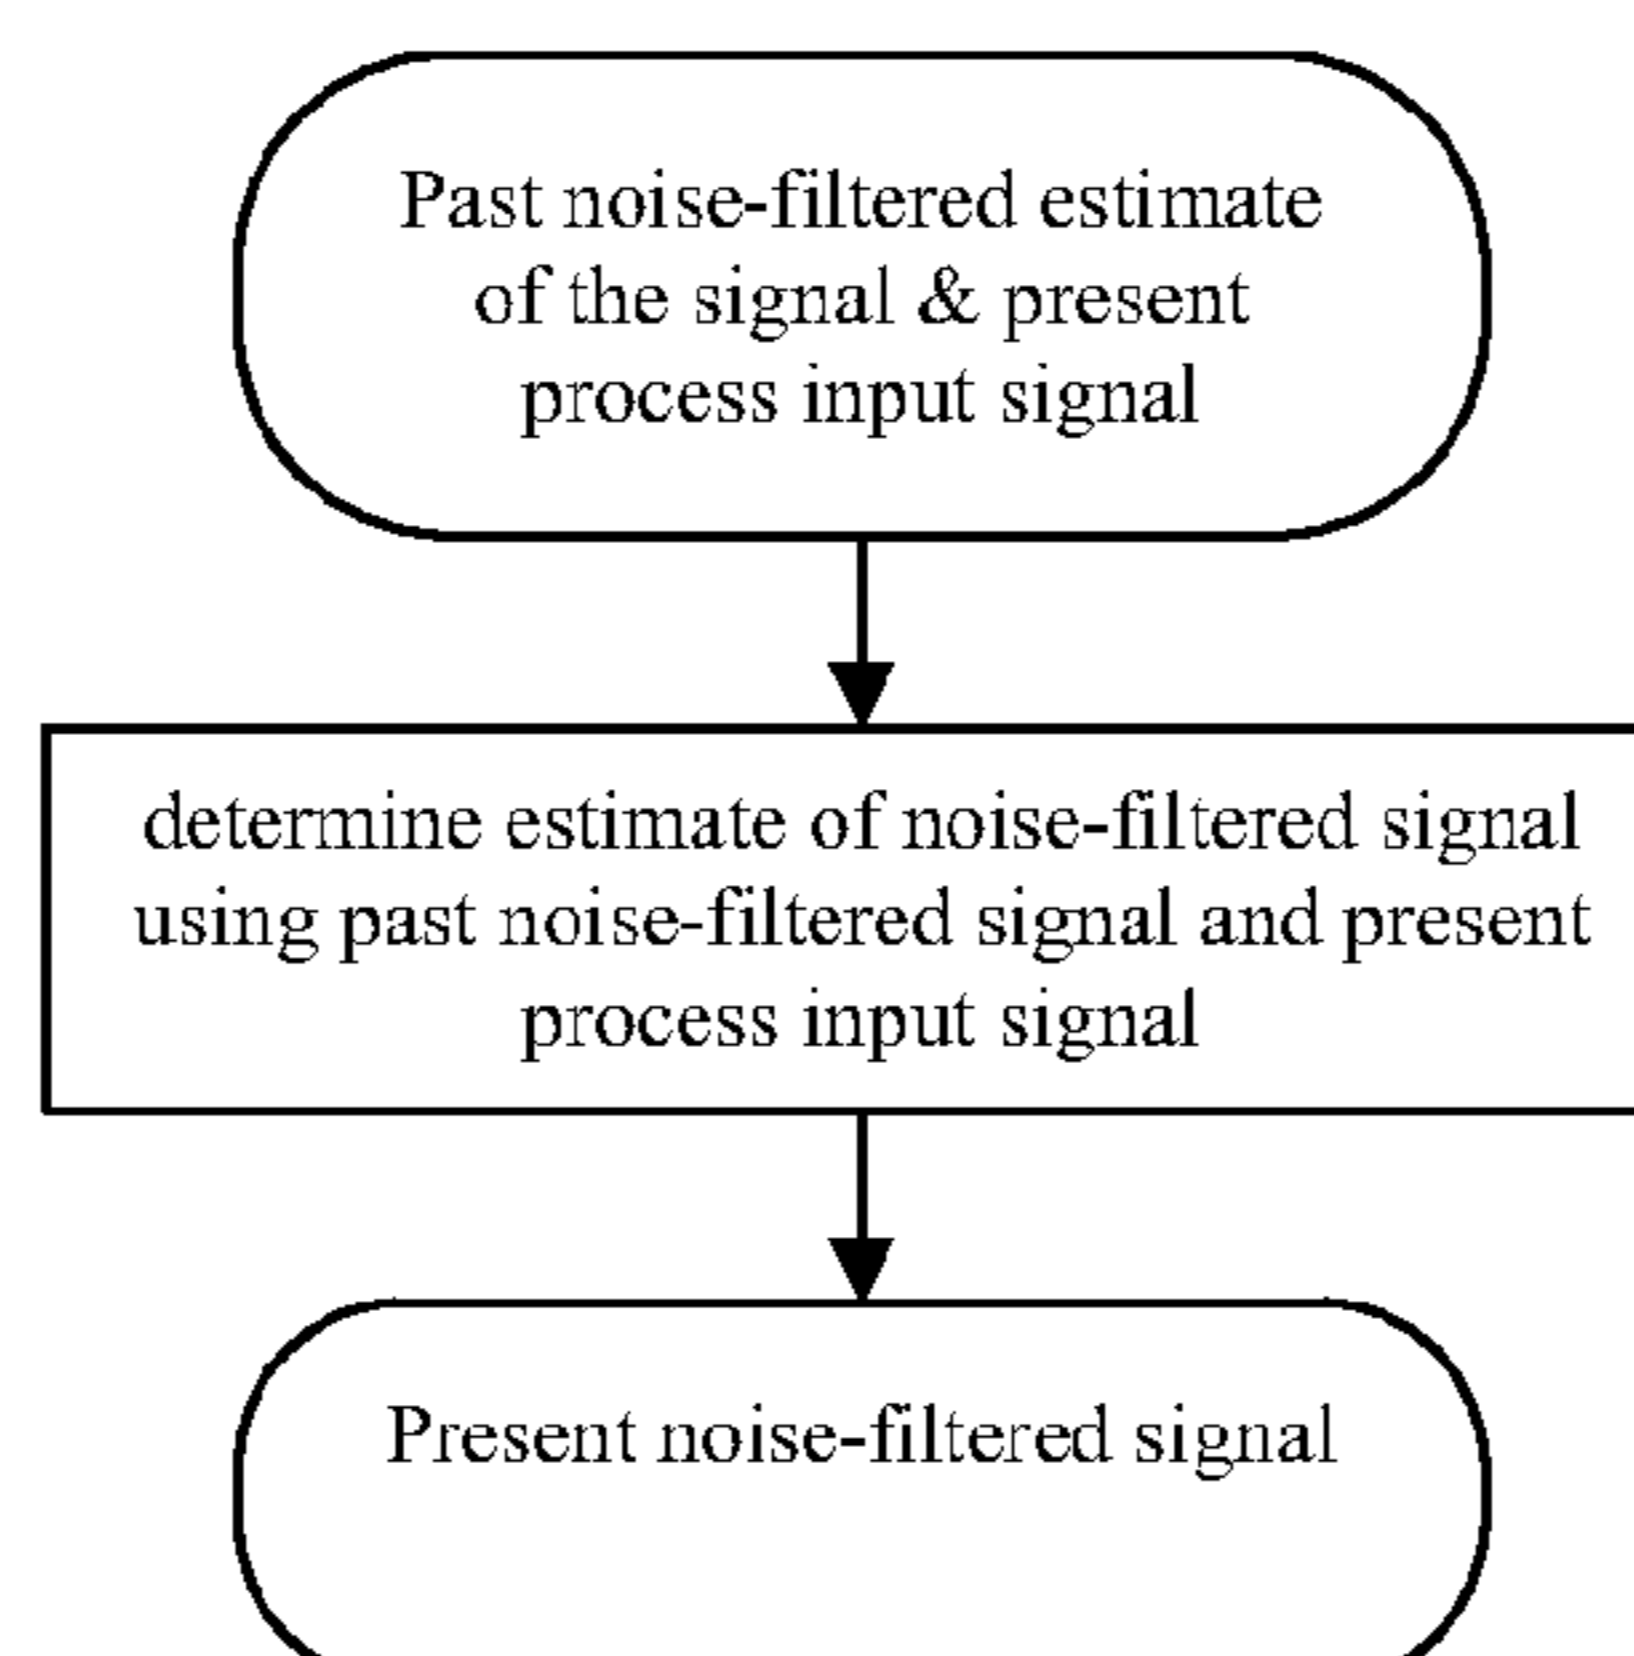 Past noise-filtered estimate
of the signal & present
process input signal
determine estimate of noise-filtered signal
using past noise-filtered signal and present
process input signal
Present noise-filtered signal